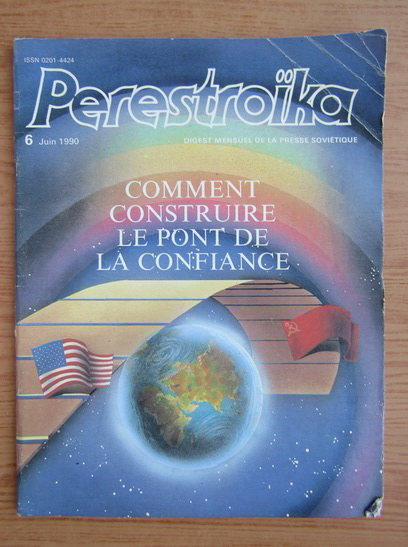 ISSN 0201-4424
Perestroïka
6 Juin 1990
DIGEST MENSUEL DE LA PRESSE SOVIÉTIQUE
COMMENT
CONSTRUIRE
LE PONT DE
LA CONFIANCE